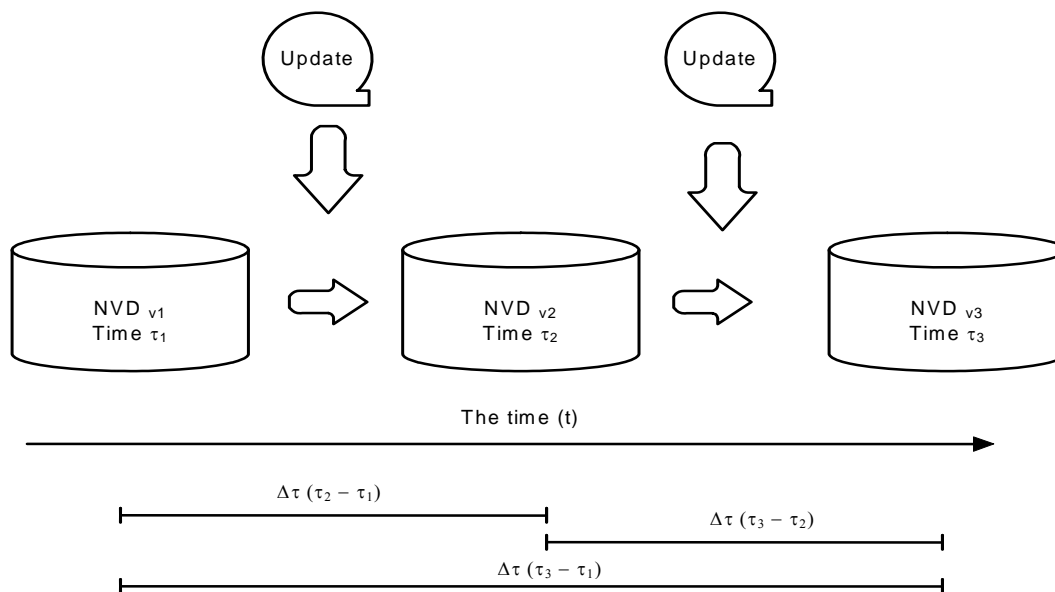 Update
Update
NVD v1
Time τ1
NVD v2
Time τ2
NVD v3
Time τ3
The time (t)
Δτ (τ2 − τ1)
Δτ (τ3 − τ2)
Δτ (τ3 − τ1)